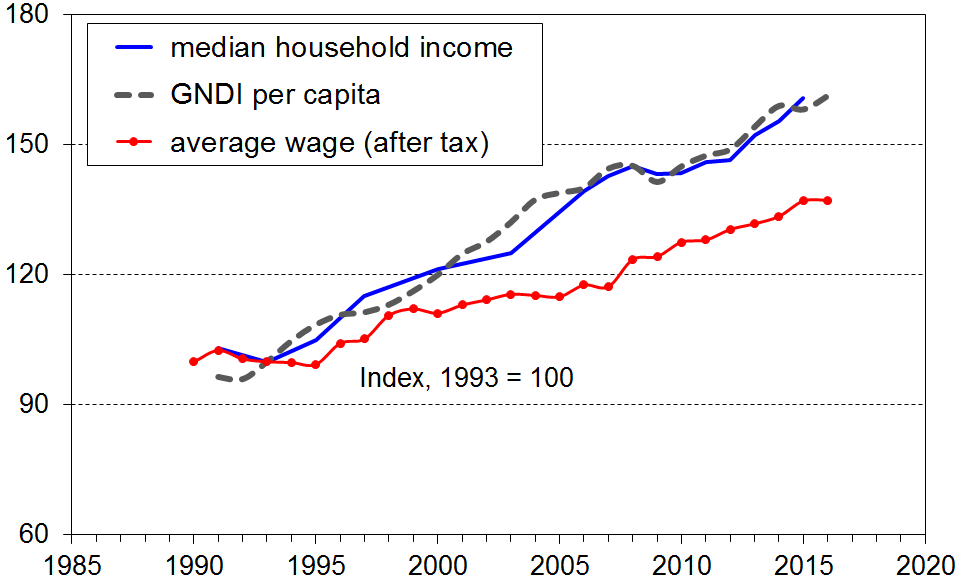 180
median household income
GNDI per capita
average wage (after tax)
150
120
Index, 1993 = 100
90
60
1985 1990 1995 2000 2005 2010 2015 2020